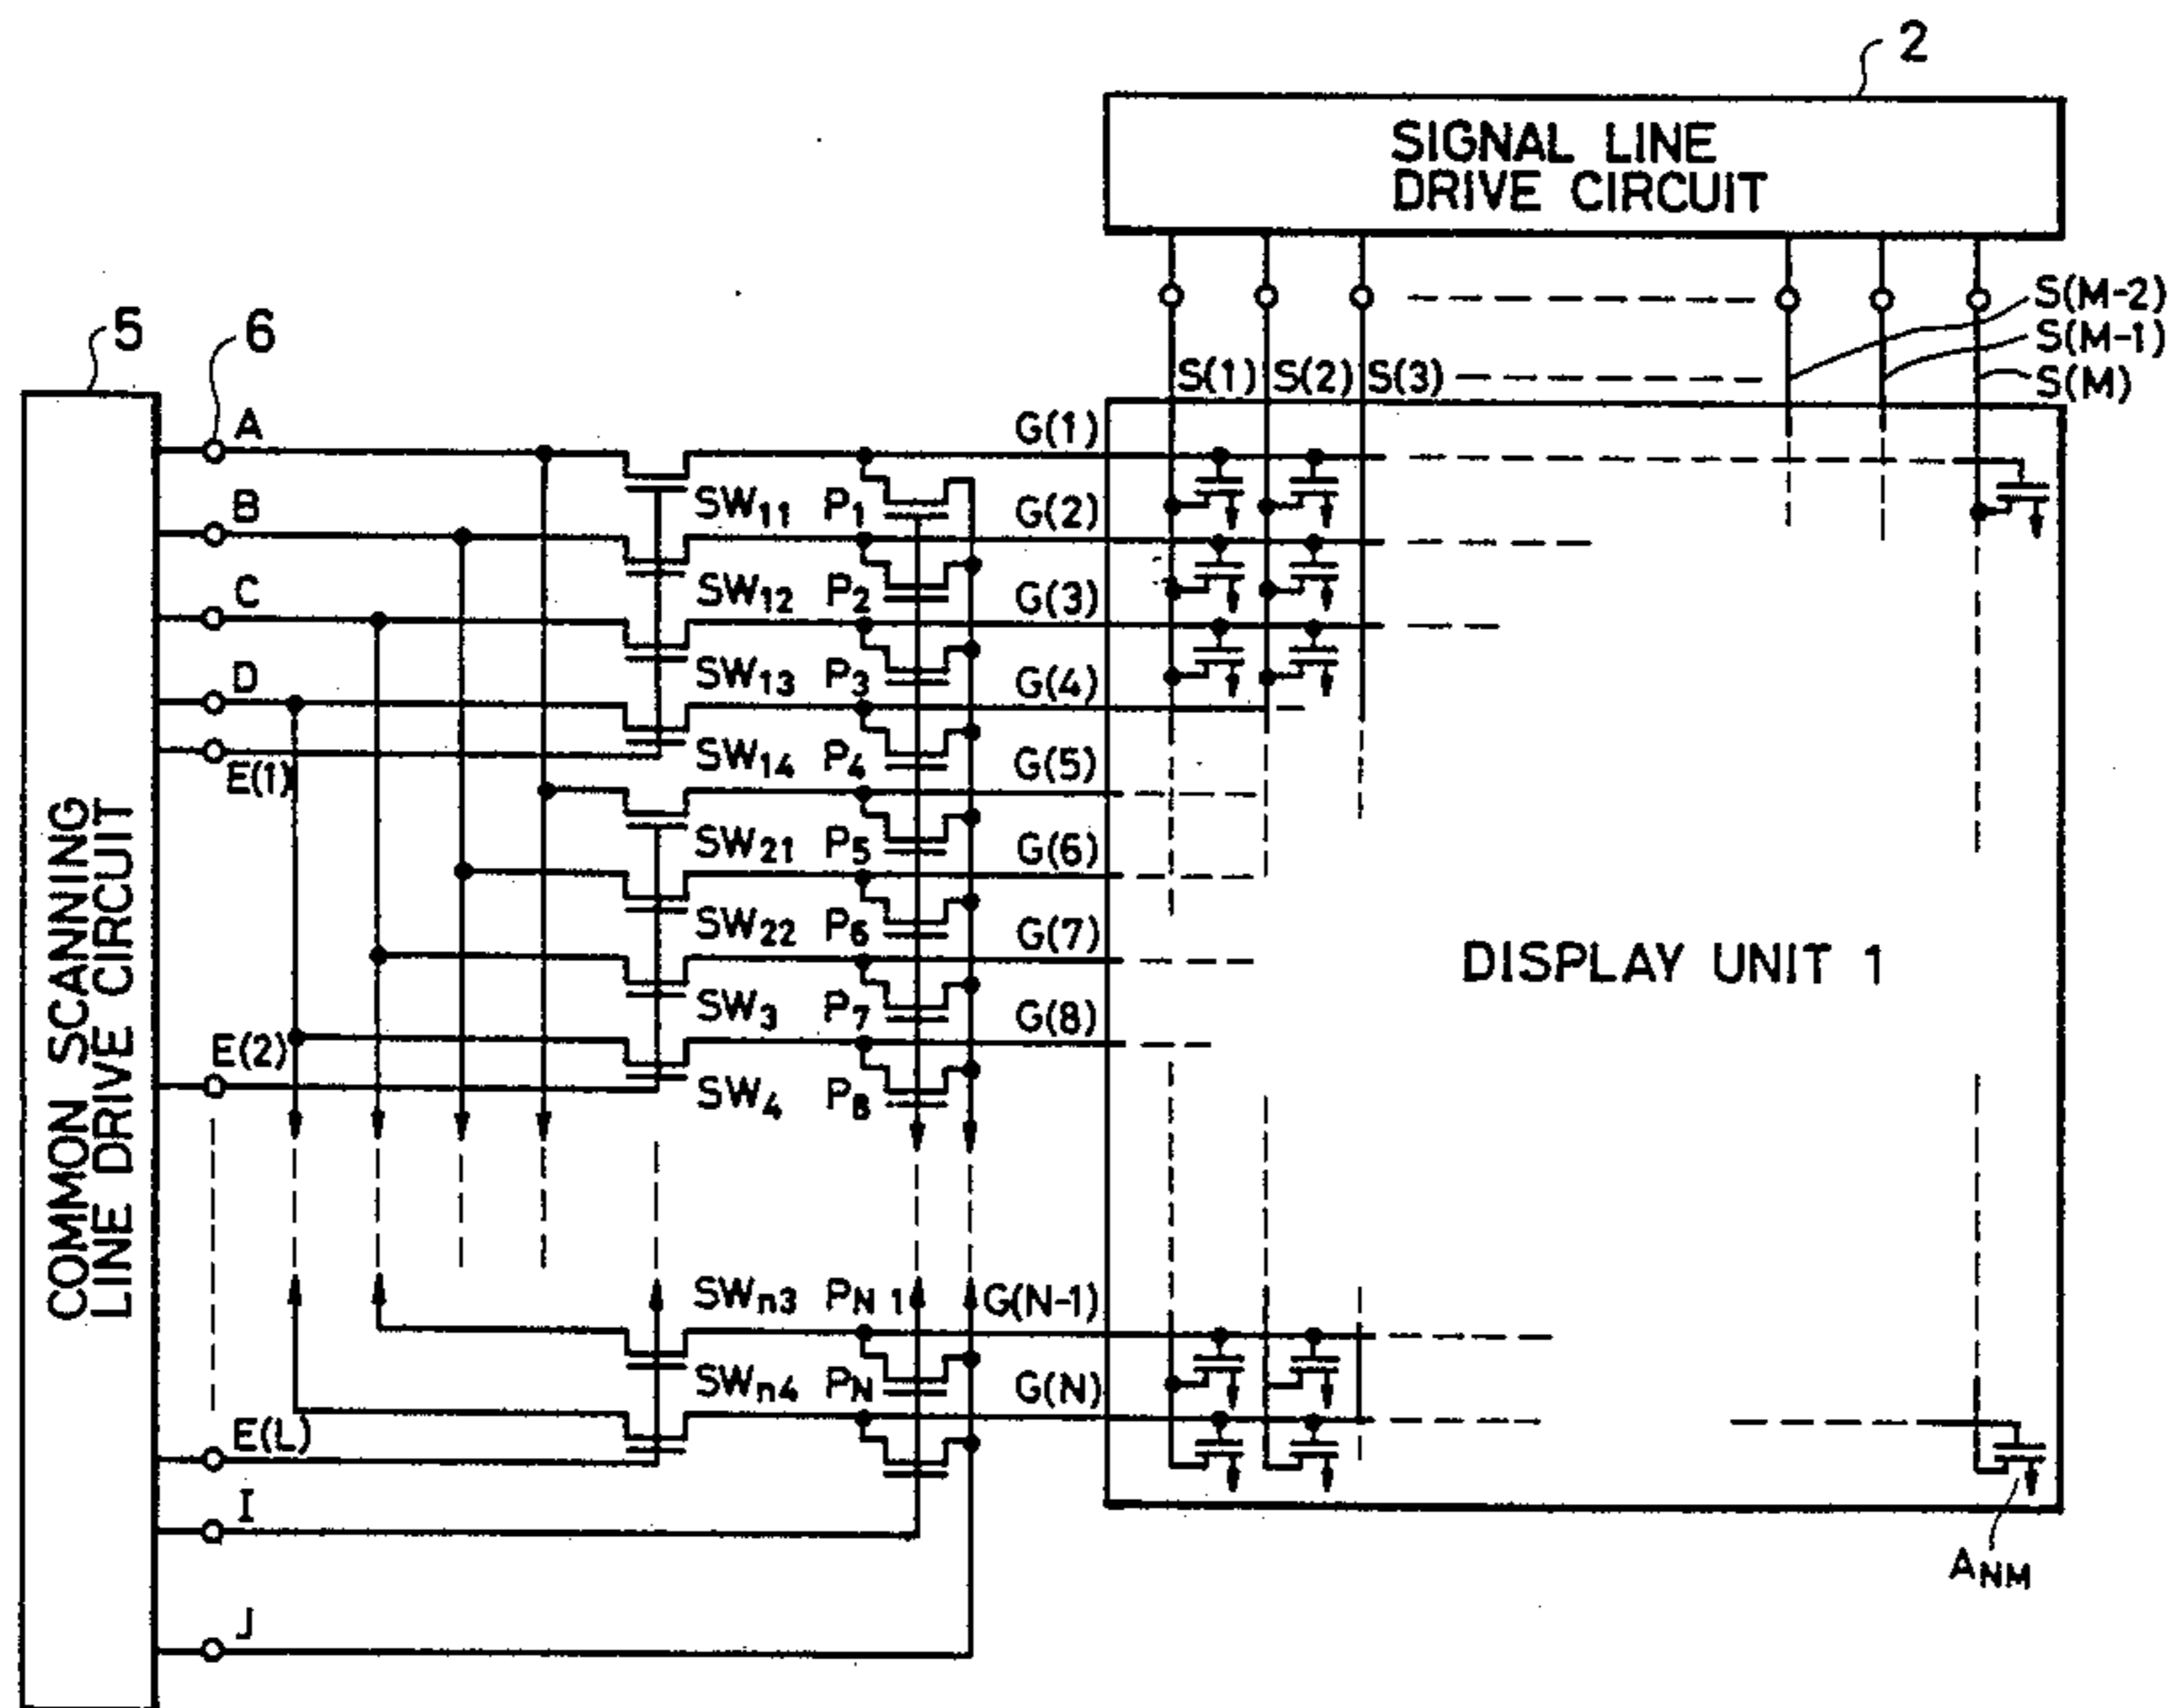 2
SIGNAL LINE
DRIVE CIRCUIT
S(M-2)
S(M-1)
S(M)
S(1) S(2) S(3)
5
6
COMMON SCANNING
LINE DRIVE CIRCUIT
A
G(1)
B
SW11 P1 G(2)
C
SW12 P2 G(3)
D
SW13 P3 G(4)
E(1)
SW14 P4 G(5)
SW21 P5 G(6)
SW22 P6 G(7)
DISPLAY UNIT 1
SW3 P7 G(8)
E(2)
SW4 P8
SWn3 PN 1 G(N-1)
SWn4 PN G(N)
E(L)
I
ANM
J